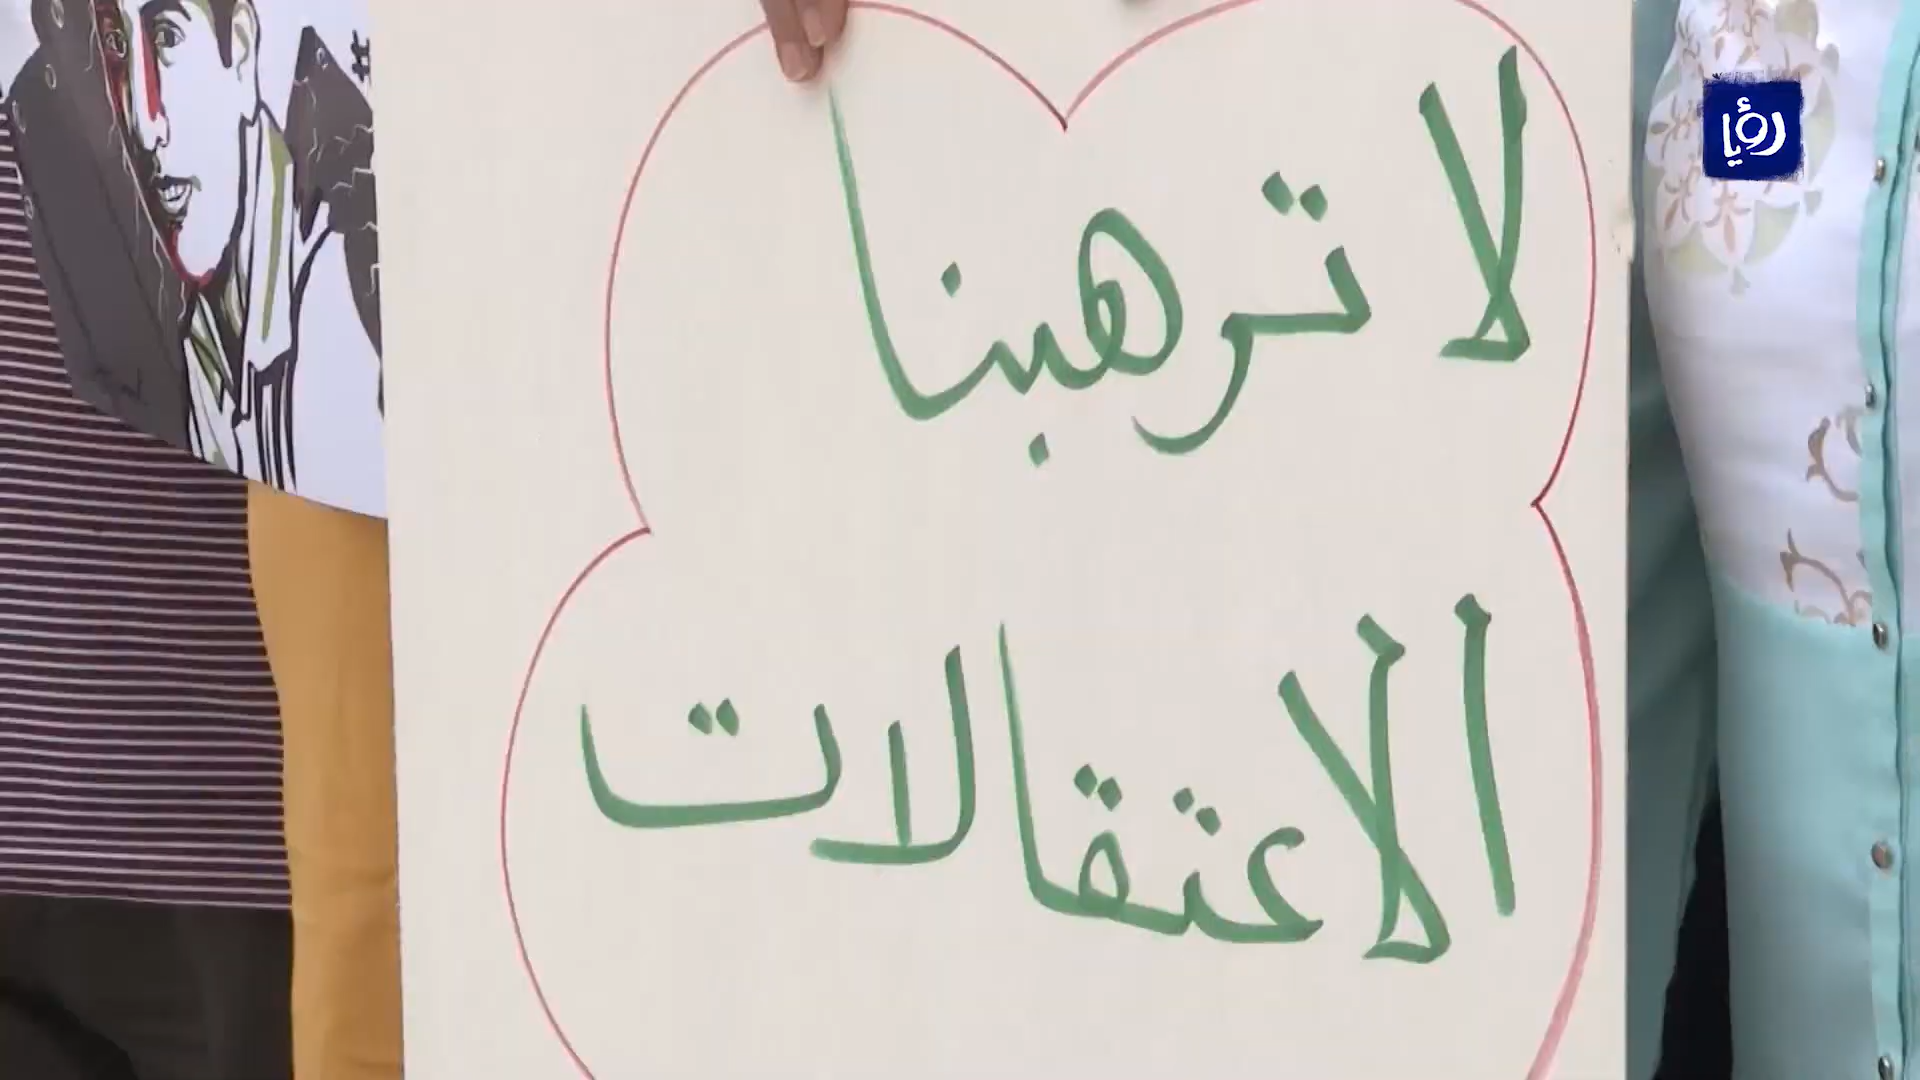 لا ترهبنا
الاعتقالات
رؤيا
#